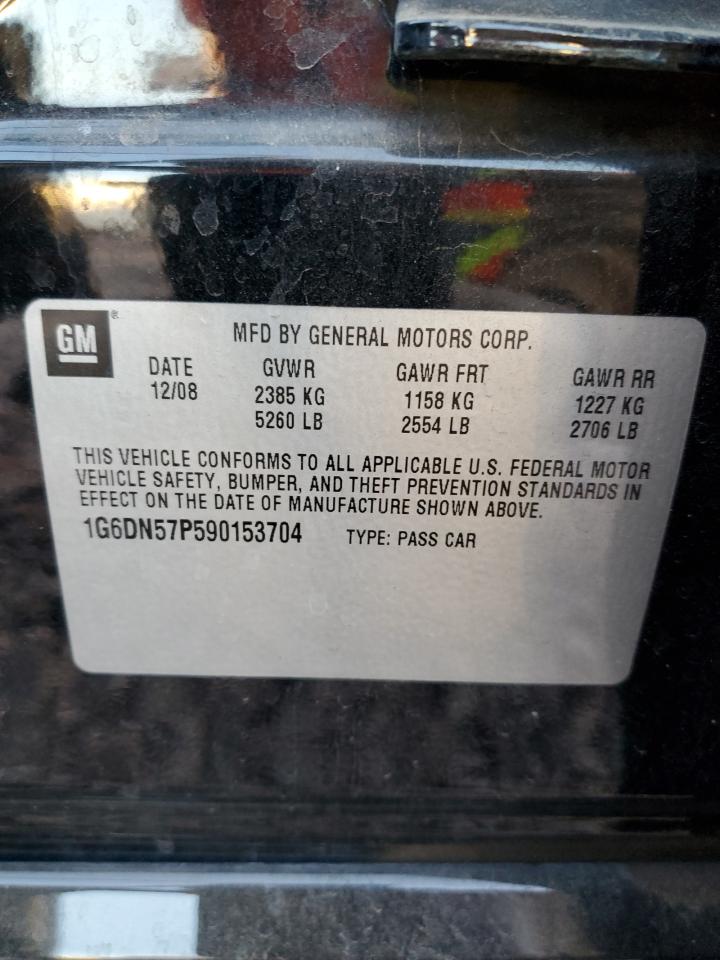 GM ®
MFD BY GENERAL MOTORS CORP.
DATE GVWR GAWR FRT GAWR RR
12/08 2385 KG 1158 KG 1227 KG
5260 LB 2554 LB 2706 LB
THIS VEHICLE CONFORMS TO ALL APPLICABLE U.S. FEDERAL MOTOR
VEHICLE SAFETY, BUMPER, AND THEFT PREVENTION STANDARDS IN
EFFECT ON THE DATE OF MANUFACTURE SHOWN ABOVE.
1G6DN57P590153704 TYPE: PASS CAR